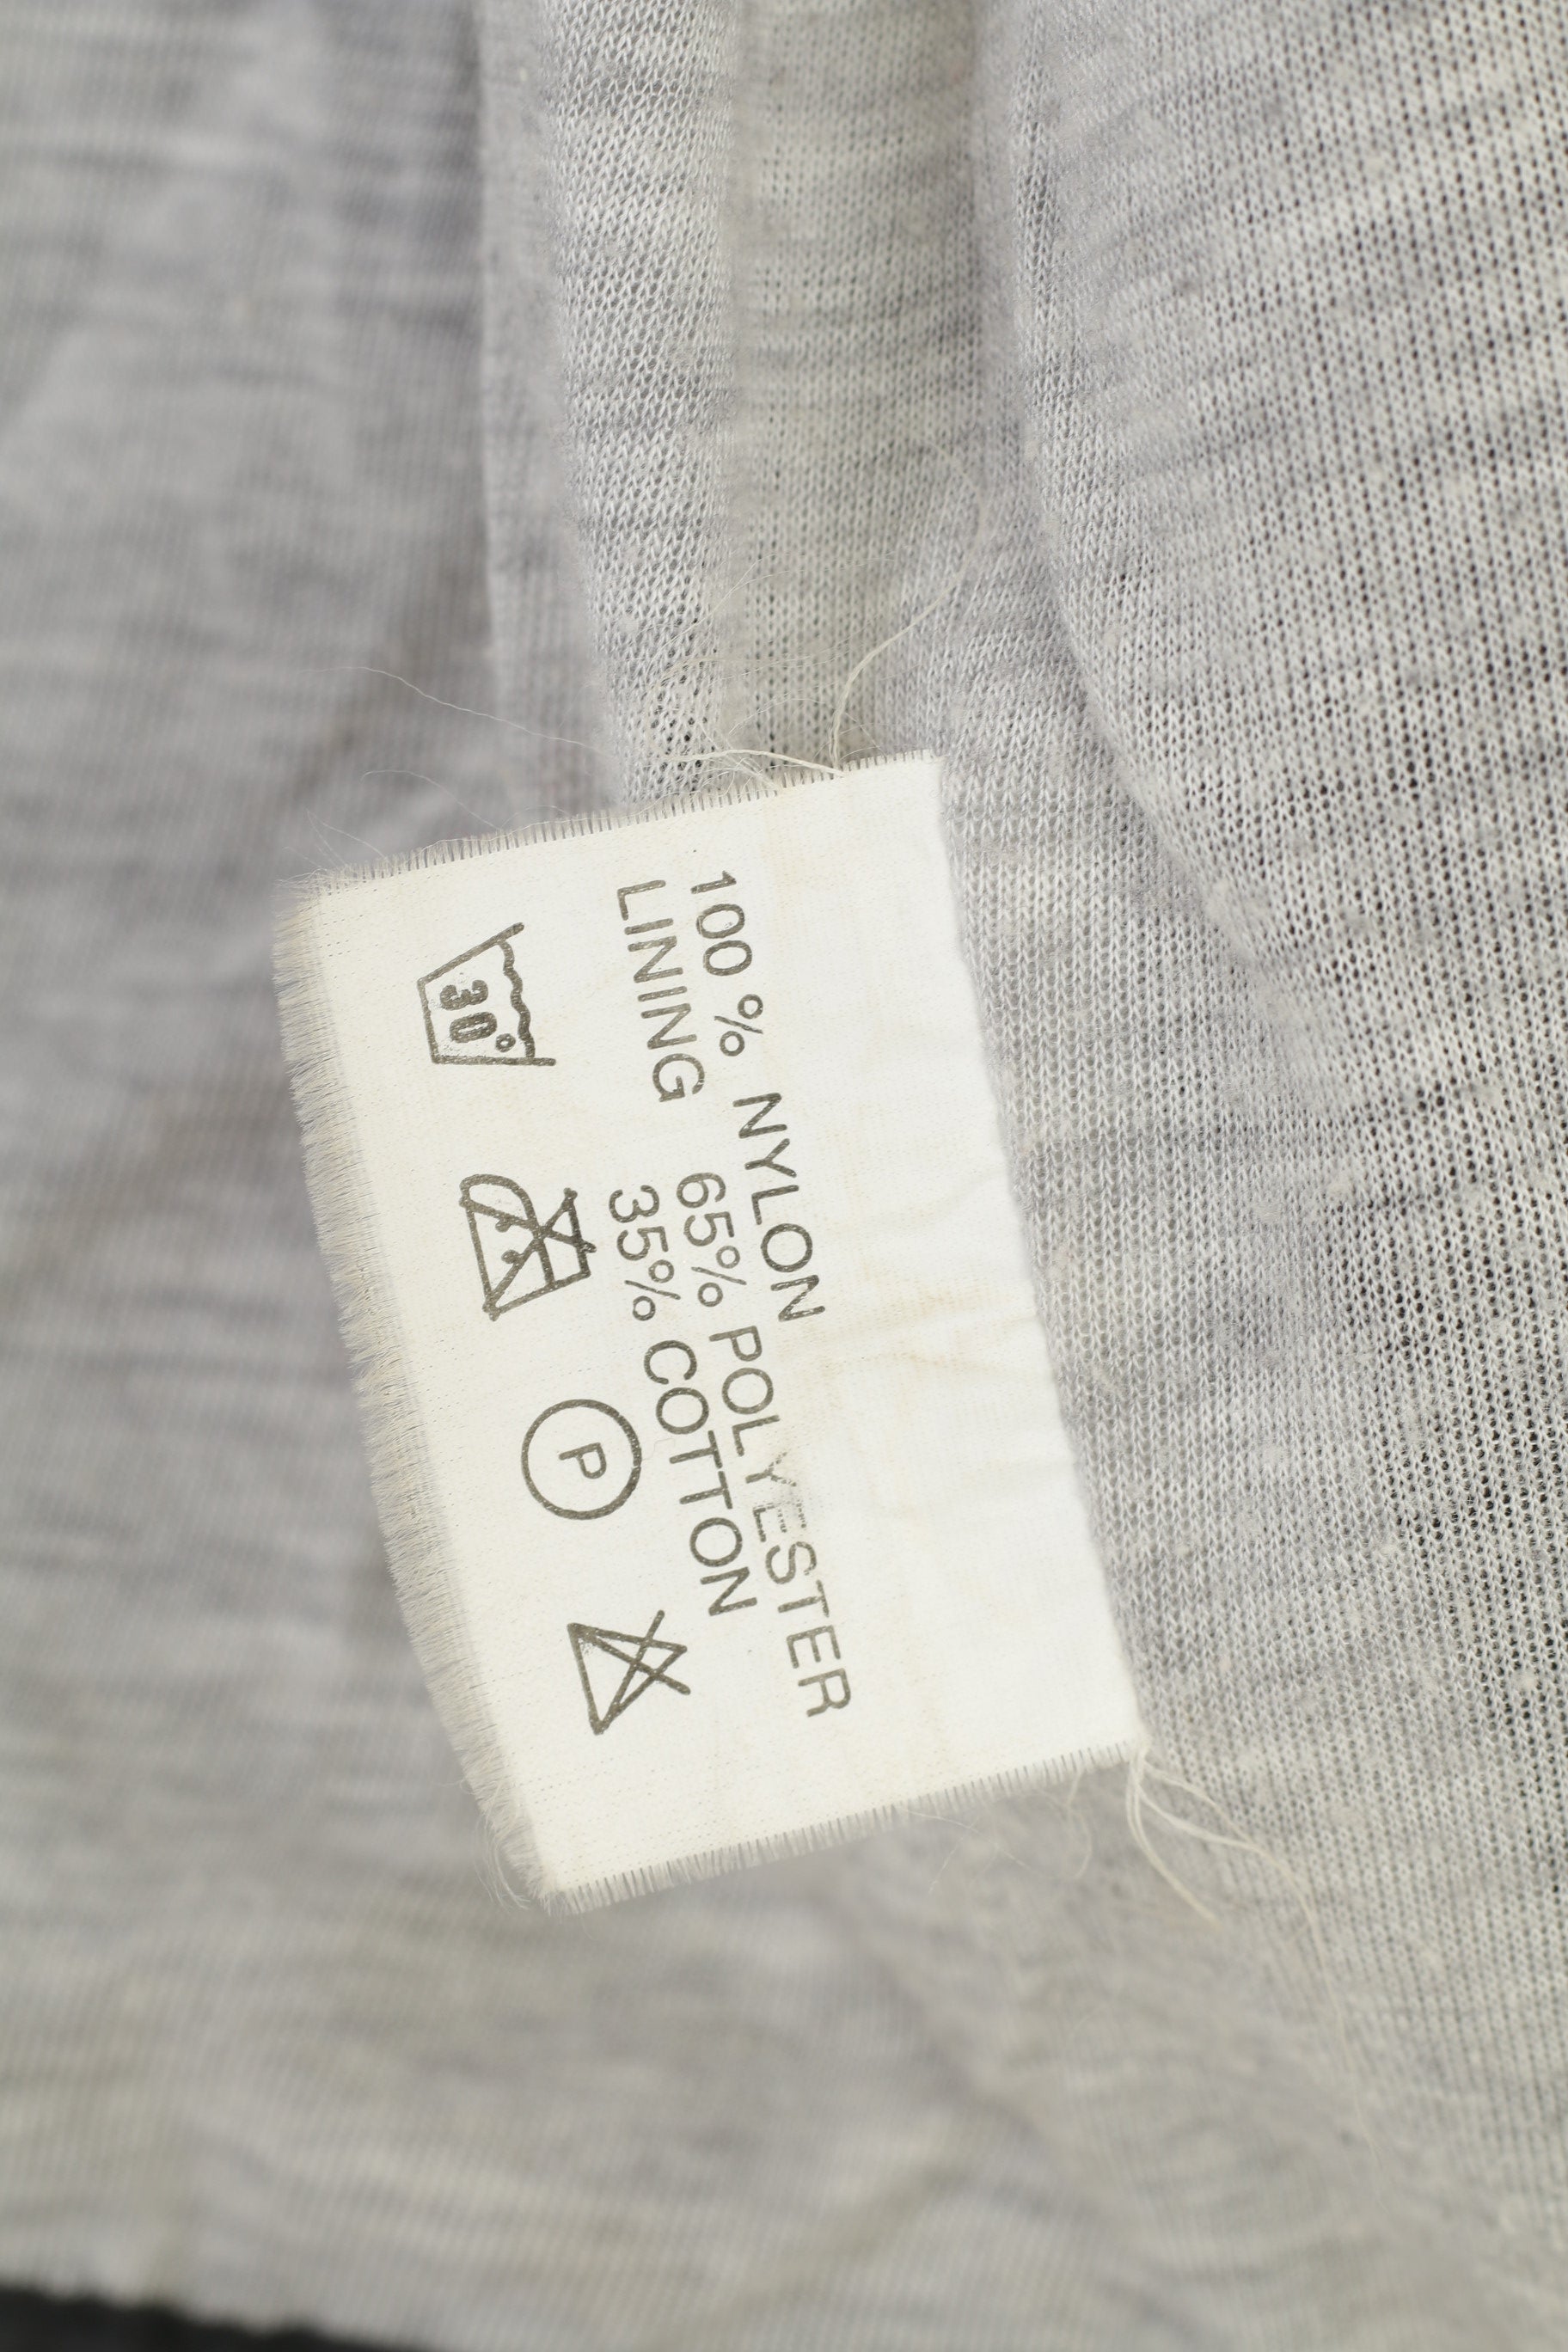 100 % NYLON
LINING 65% POLYESTER
35% COTTON
30°
P